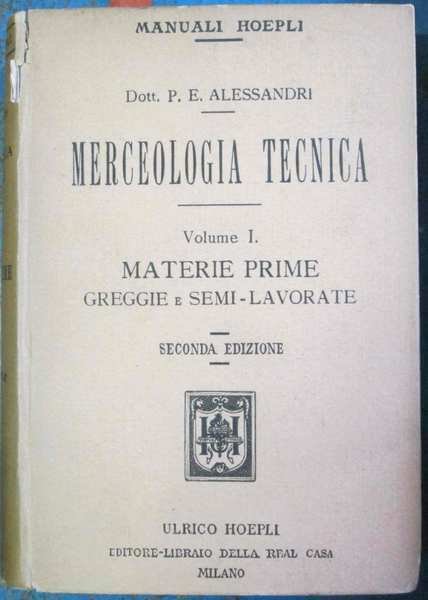 MANUALI HOEPLI
Dott. P. E. ALESSANDRI
MERCEOLOGIA TECNICA
Volume I.
MATERIE PRIME
GREGGIE E SEMI-LAVORATE
SECONDA EDIZIONE
ULRICO HOEPLI
EDITORE-LIBRAIO DELLA REAL CASA
MILANO